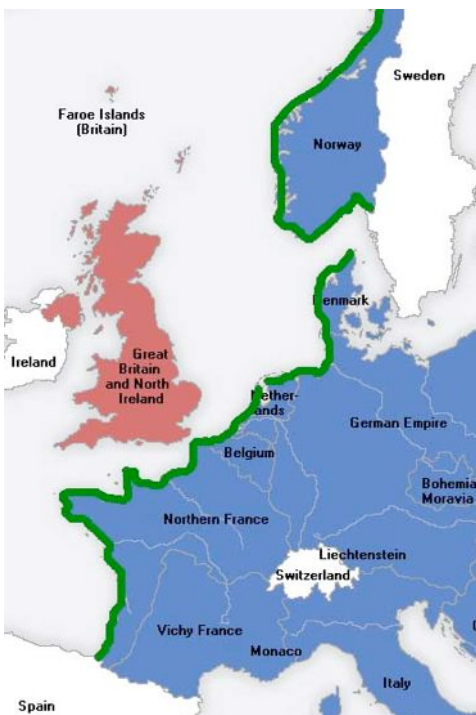 Sweden
Faroe Islands
(Britain)
Norway
Denmark
Ireland
Great
Britain
and North
Ireland
Nether-
lands
German Empire
Belgium
Bohemia
Moravia
Northern France
Liechtenstein
Switzerland
Vichy France
Monaco
Italy
Spain